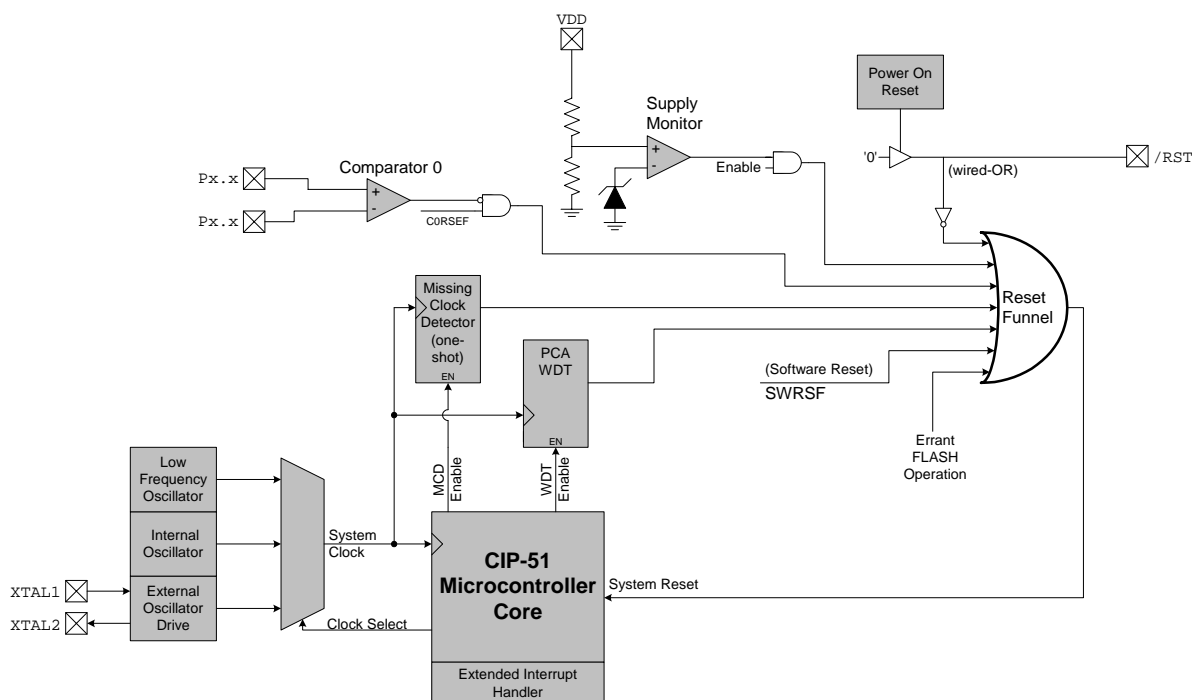 VDD
Power On
Reset
Supply
Monitor
+
-
Enable
'0'
(wired-OR)
/RST
Comparator 0
Px.x
Px.x
+
-
C0RSEF
Missing
Clock
Detector
(one-
shot)
EN
PCA
WDT
EN
Reset
Funnel
(Software Reset)
SWRSF
Errant
FLASH
Operation
Low
Frequency
Oscillator
Internal
Oscillator
External
Oscillator
Drive
XTAL1
XTAL2
System
Clock
Clock Select
MCD
Enable
WDT
Enable
CIP-51
Microcontroller
Core
System Reset
Extended Interrupt
Handler